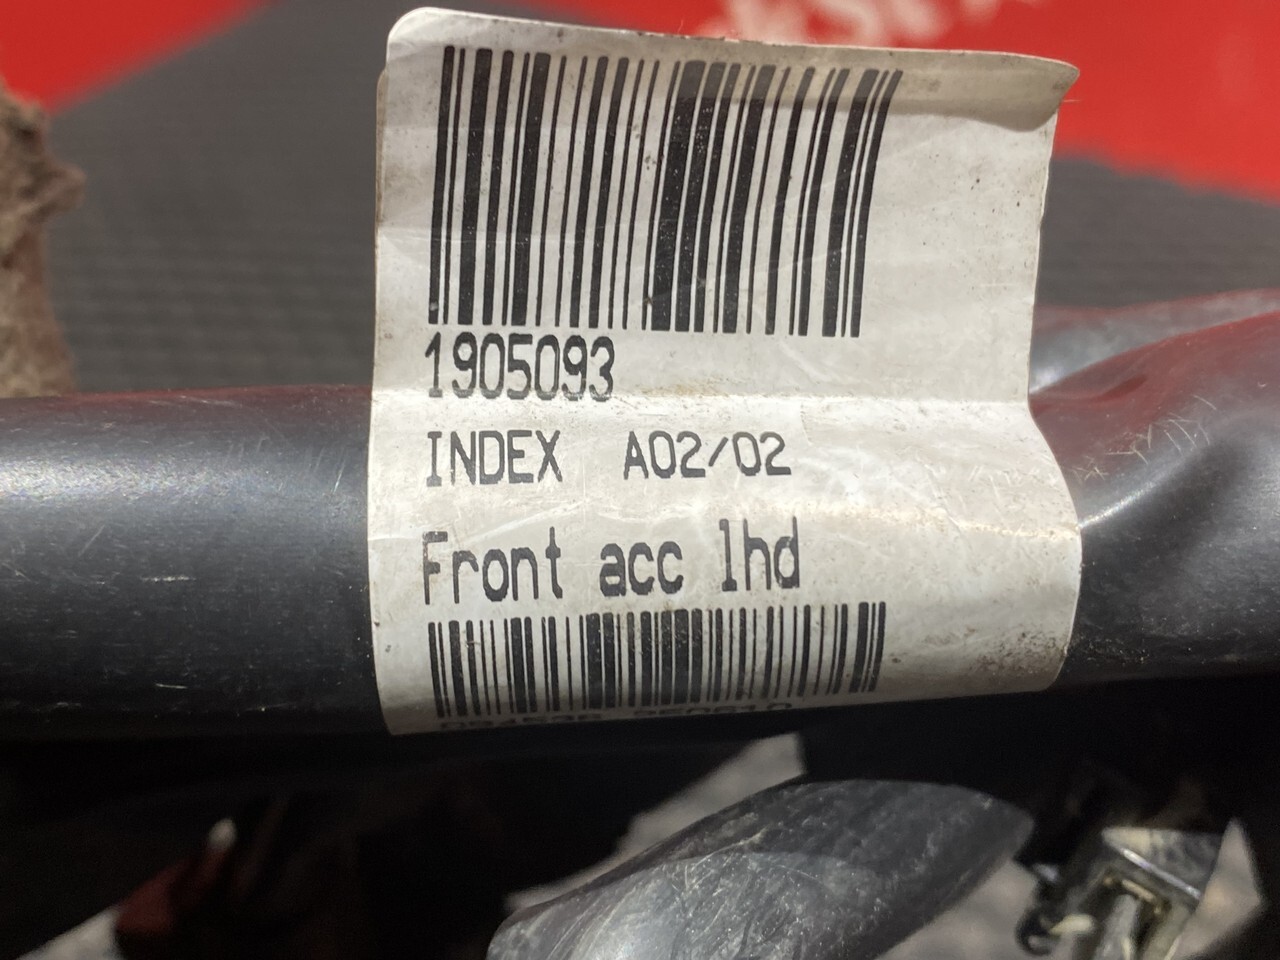 1905093
INDEX A02/02
Front acc lhd